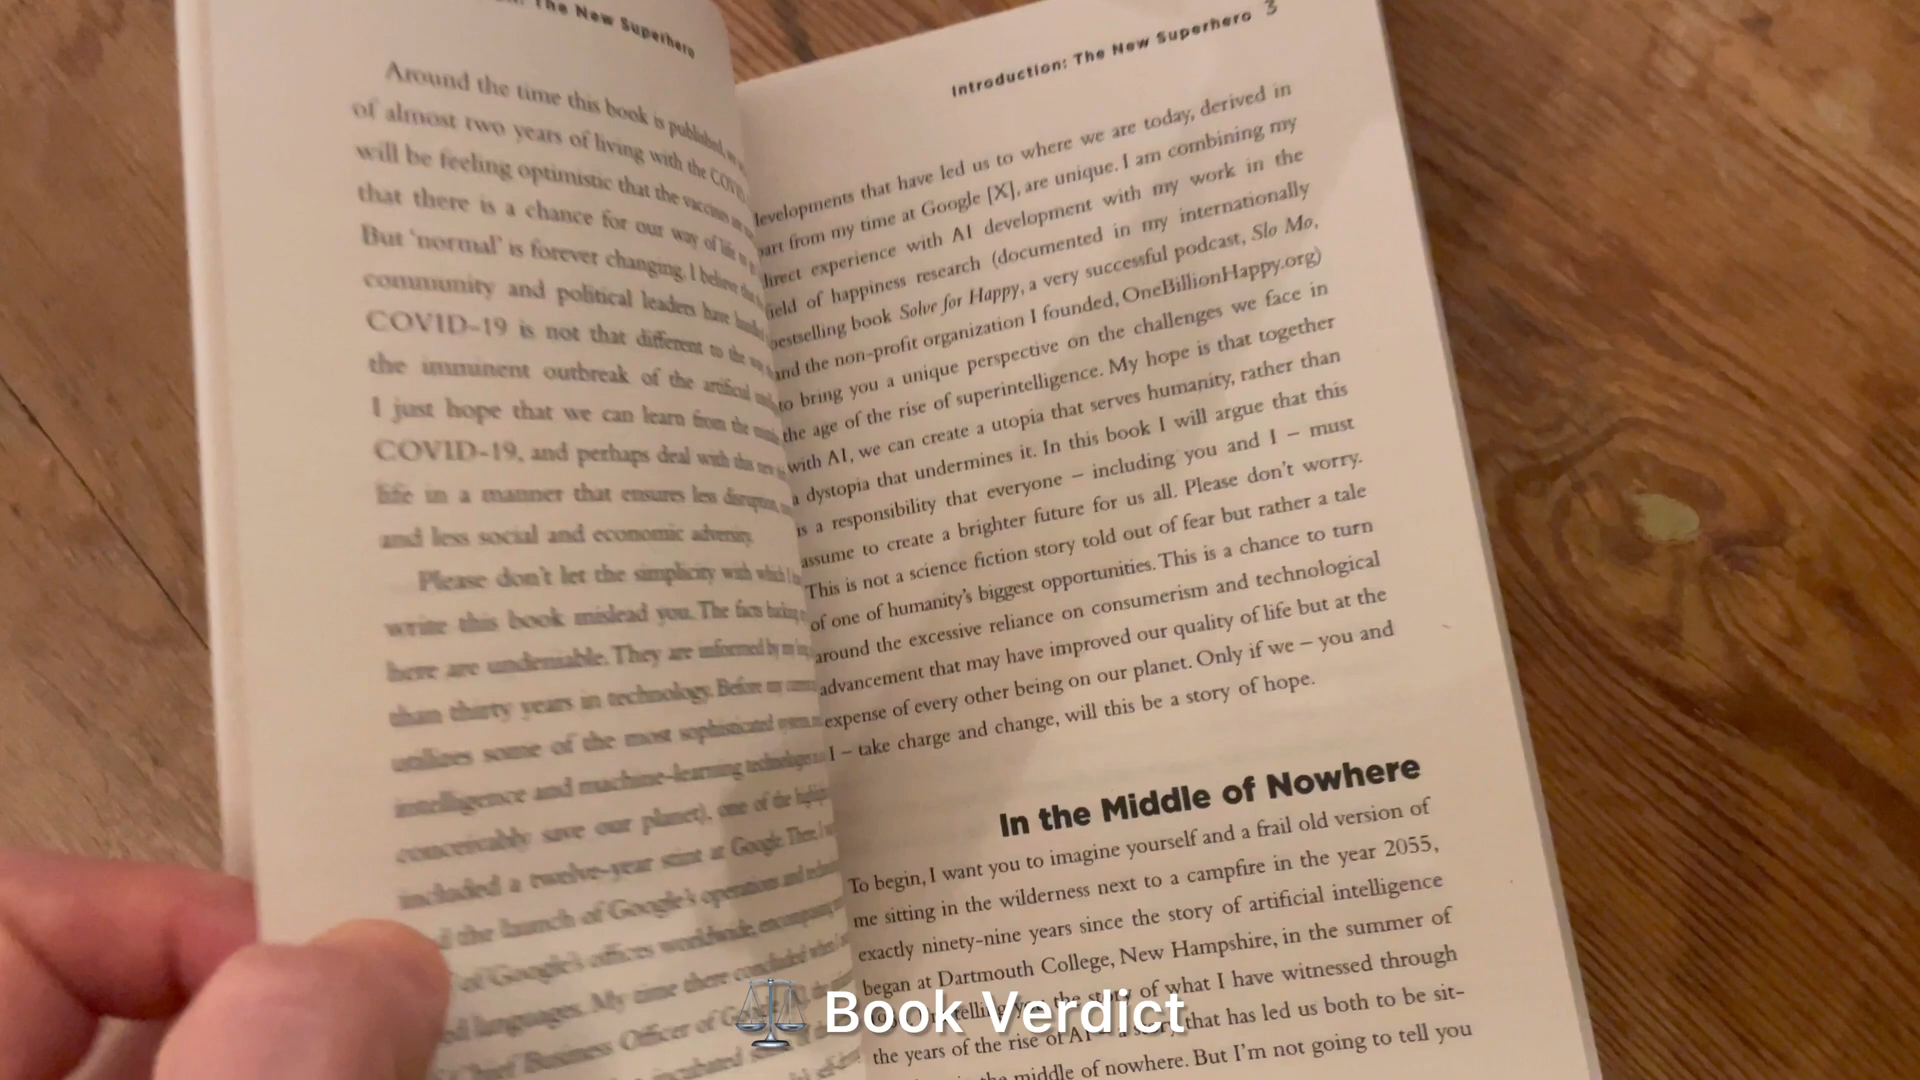 The New Superhero
Around the time this book is published,
of almost two years of living with the
will be feeling optimistic that the vaccines
that there is a chance for our way of life
But 'normal' is forever changing. I believe
community and political leaders have
COVID-19 is not that different to the
the imminent outbreak of the artificial
I just hope that we can learn from the
COVID-19, and perhaps deal with this new
life in a manner that ensures less disruption,
and less social and economic adversity.
Please don't let the simplicity with which I
write this book mislead you. The facts
here are undeniable. They are informed by my
than thirty years in technology. Before my
utilizes some of the most sophisticated
intelligence and machine-learning
conceivably save our planet), one of the
included a twelve-year stint at Google. There, I
the launch of Google's operations and
of Google's offices worldwide, encompassing
languages. My time there concluded when I
Chief Business Officer of
incubated
Introduction: The New Superhero 3
developments that have led us to where we are today, derived in
part from my time at Google [X], are unique. I am combining my
direct experience with AI development with my work in the
field of happiness research (documented in my internationally
bestselling book Solve for Happy, a very successful podcast, Slo Mo,
and the non-profit organization I founded, OneBillionHappy.org)
to bring you a unique perspective on the challenges we face in
the age of the rise of superintelligence. My hope is that together
with AI, we can create a utopia that serves humanity, rather than
a dystopia that undermines it. In this book I will argue that this
is a responsibility that everyone – including you and I – must
assume to create a brighter future for us all. Please don't worry.
This is not a science fiction story told out of fear but rather a tale
of one of humanity's biggest opportunities. This is a chance to turn
around the excessive reliance on consumerism and technological
advancement that may have improved our quality of life but at the
expense of every other being on our planet. Only if we – you and
I – take charge and change, will this be a story of hope.
In the Middle of Nowhere
To begin, I want you to imagine yourself and a frail old version of
me sitting in the wilderness next to a campfire in the year 2055,
exactly ninety-nine years since the story of artificial intelligence
began at Dartmouth College, New Hampshire, in the summer of
telling you the story of what I have witnessed through
the years of the rise of AI – a story that has led us both to be sit-
the middle of nowhere. But I'm not going to tell you
Book Verdict